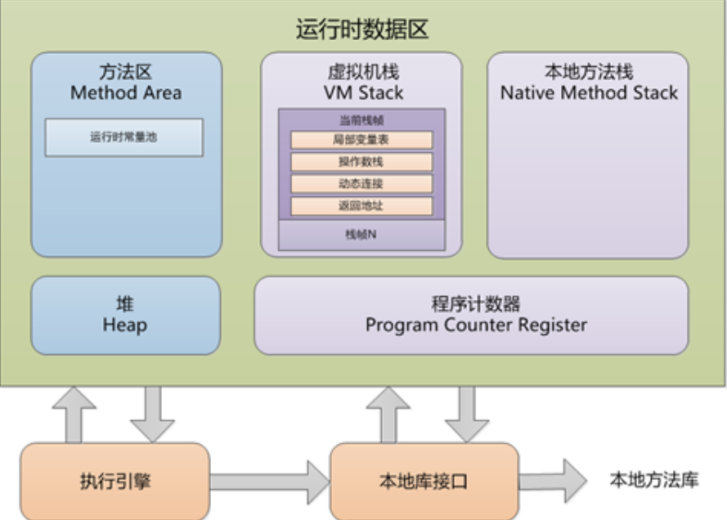 运行时数据区
方法区
Method Area
运行时常量池
虚拟机栈
VM Stack
当前栈帧
局部变量表
操作数栈
动态连接
返回地址
栈帧N
本地方法栈
Native Method Stack
堆
Heap
程序计数器
Program Counter Register
执行引擎
本地库接口
本地方法库